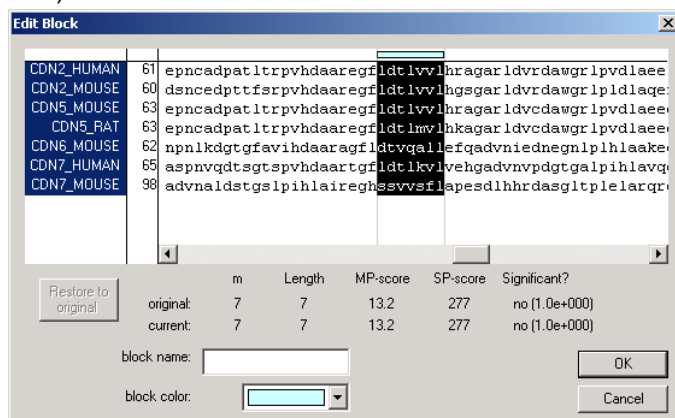 Edit Block
CDN2_HUMAN 61 epncadpatltrpvhdaaregfldtlvvlhragarldvrdawgrlpvdlaee
CDN2_MOUSE 60 dsncedpttfsrpvhdaaregfldtlvvlhgsgarldvrdawgrlpldlaqe
CDN5_MOUSE 63 epncadpatltrpvhdaaregfldtlvvlhragarldvcdawgrlpvdlaee
CDN5_RAT 63 epncadpatltrpvhdaaregfldtlmvlhkagarldvcdawgrlpvdlaee
CDN6_MOUSE 62 npnlkdgtgfavihdaaragfldtvqallefqadvniednegnlplhlaake
CDN7_HUMAN 65 aspnvqdtsgtspvhdaartgfldtlkvlvehgadvnvpdgtgalpihlavq
CDN7_MOUSE 98 advnaldstgslpihlaireghssvvsflapesdlhhrdasgltplelarqr
m Length MP-score SP-score Significant?
Restore to original
original: 7 7 13.2 277 no (1.0e+000)
current: 7 7 13.2 277 no (1.0e+000)
block name:
OK
block color:
Cancel